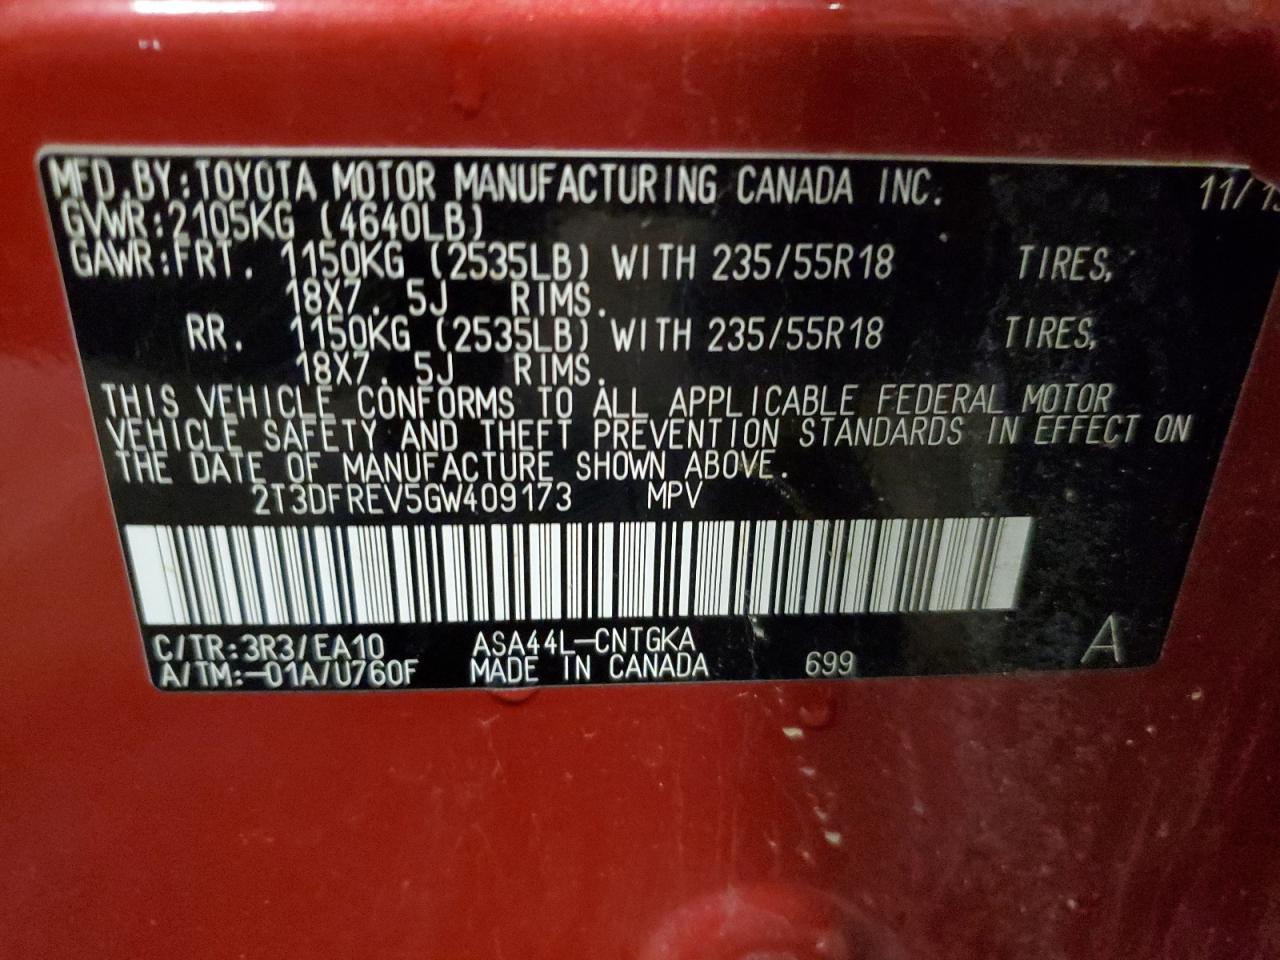 MFD.BY:TOYOTA MOTOR MANUFACTURING CANADA INC. 11/15
GVWR:2105KG (4640LB)
GAWR:FRT. 1150KG (2535LB) WITH 235/55R18 TIRES,
18X7.5J RIMS.
RR. 1150KG (2535LB) WITH 235/55R18 TIRES,
18X7.5J RIMS.
THIS VEHICLE CONFORMS TO ALL APPLICABLE FEDERAL MOTOR
VEHICLE SAFETY AND THEFT PREVENTION STANDARDS IN EFFECT ON
THE DATE OF MANUFACTURE SHOWN ABOVE.
2T3DFREV5GW409173 MPV
C/TR:3R3/EA10 ASA44L-CNTGKA A
A/TM:-01A/U760F MADE IN CANADA 699